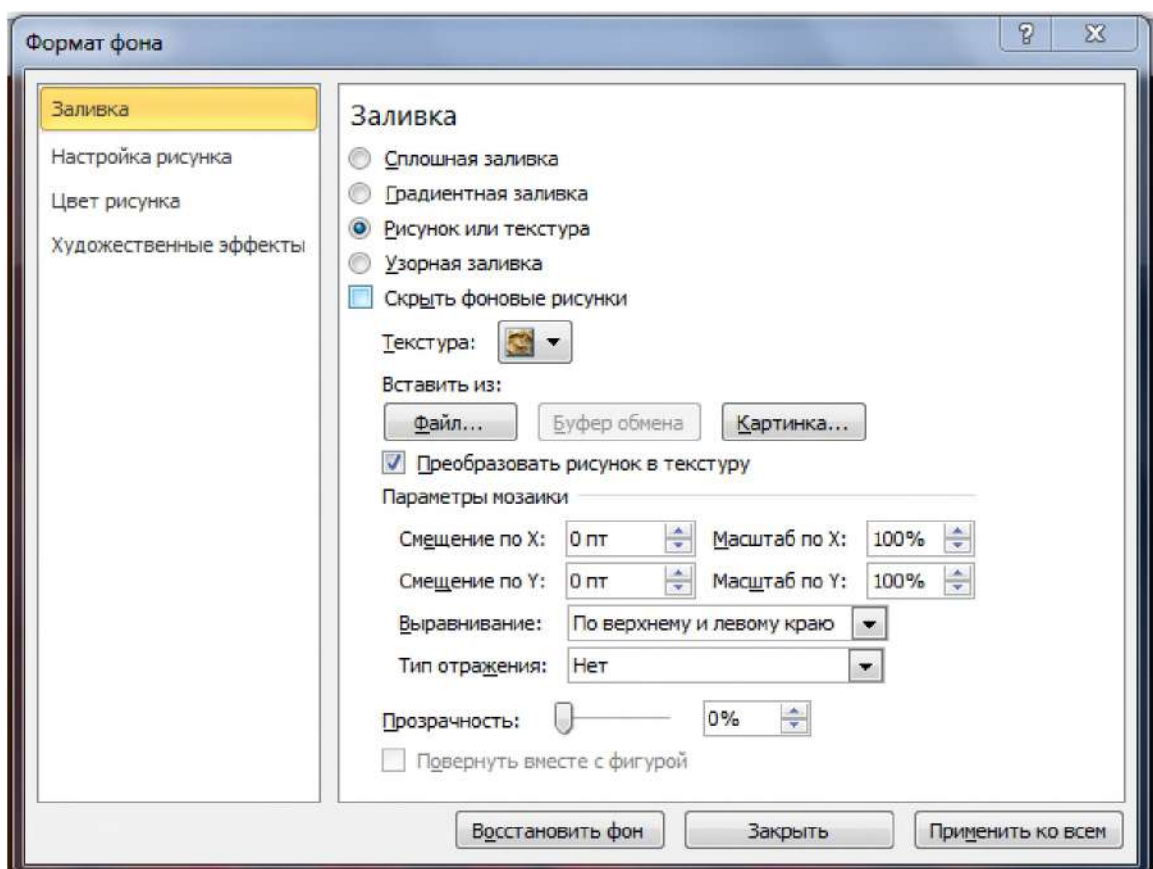 Формат фона
Заливка
Настройка рисунка
Цвет рисунка
Художественные эффекты
Заливка
Сплошная заливка
Градиентная заливка
Рисунок или текстура
Узорная заливка
Скрыть фоновые рисунки
Текстура:
Вставить из:
Файл... Буфер обмена Картинка...
Преобразовать рисунок в текстуру
Параметры мозаики
Смещение по X: 0 пт Масштаб по X: 100%
Смещение по Y: 0 пт Масштаб по Y: 100%
Выравнивание: По верхнему и левому краю
Тип отражения: Нет
Прозрачность: 0%
Повернуть вместе с фигурой
Восстановить фон Закрыть Применить ко всем